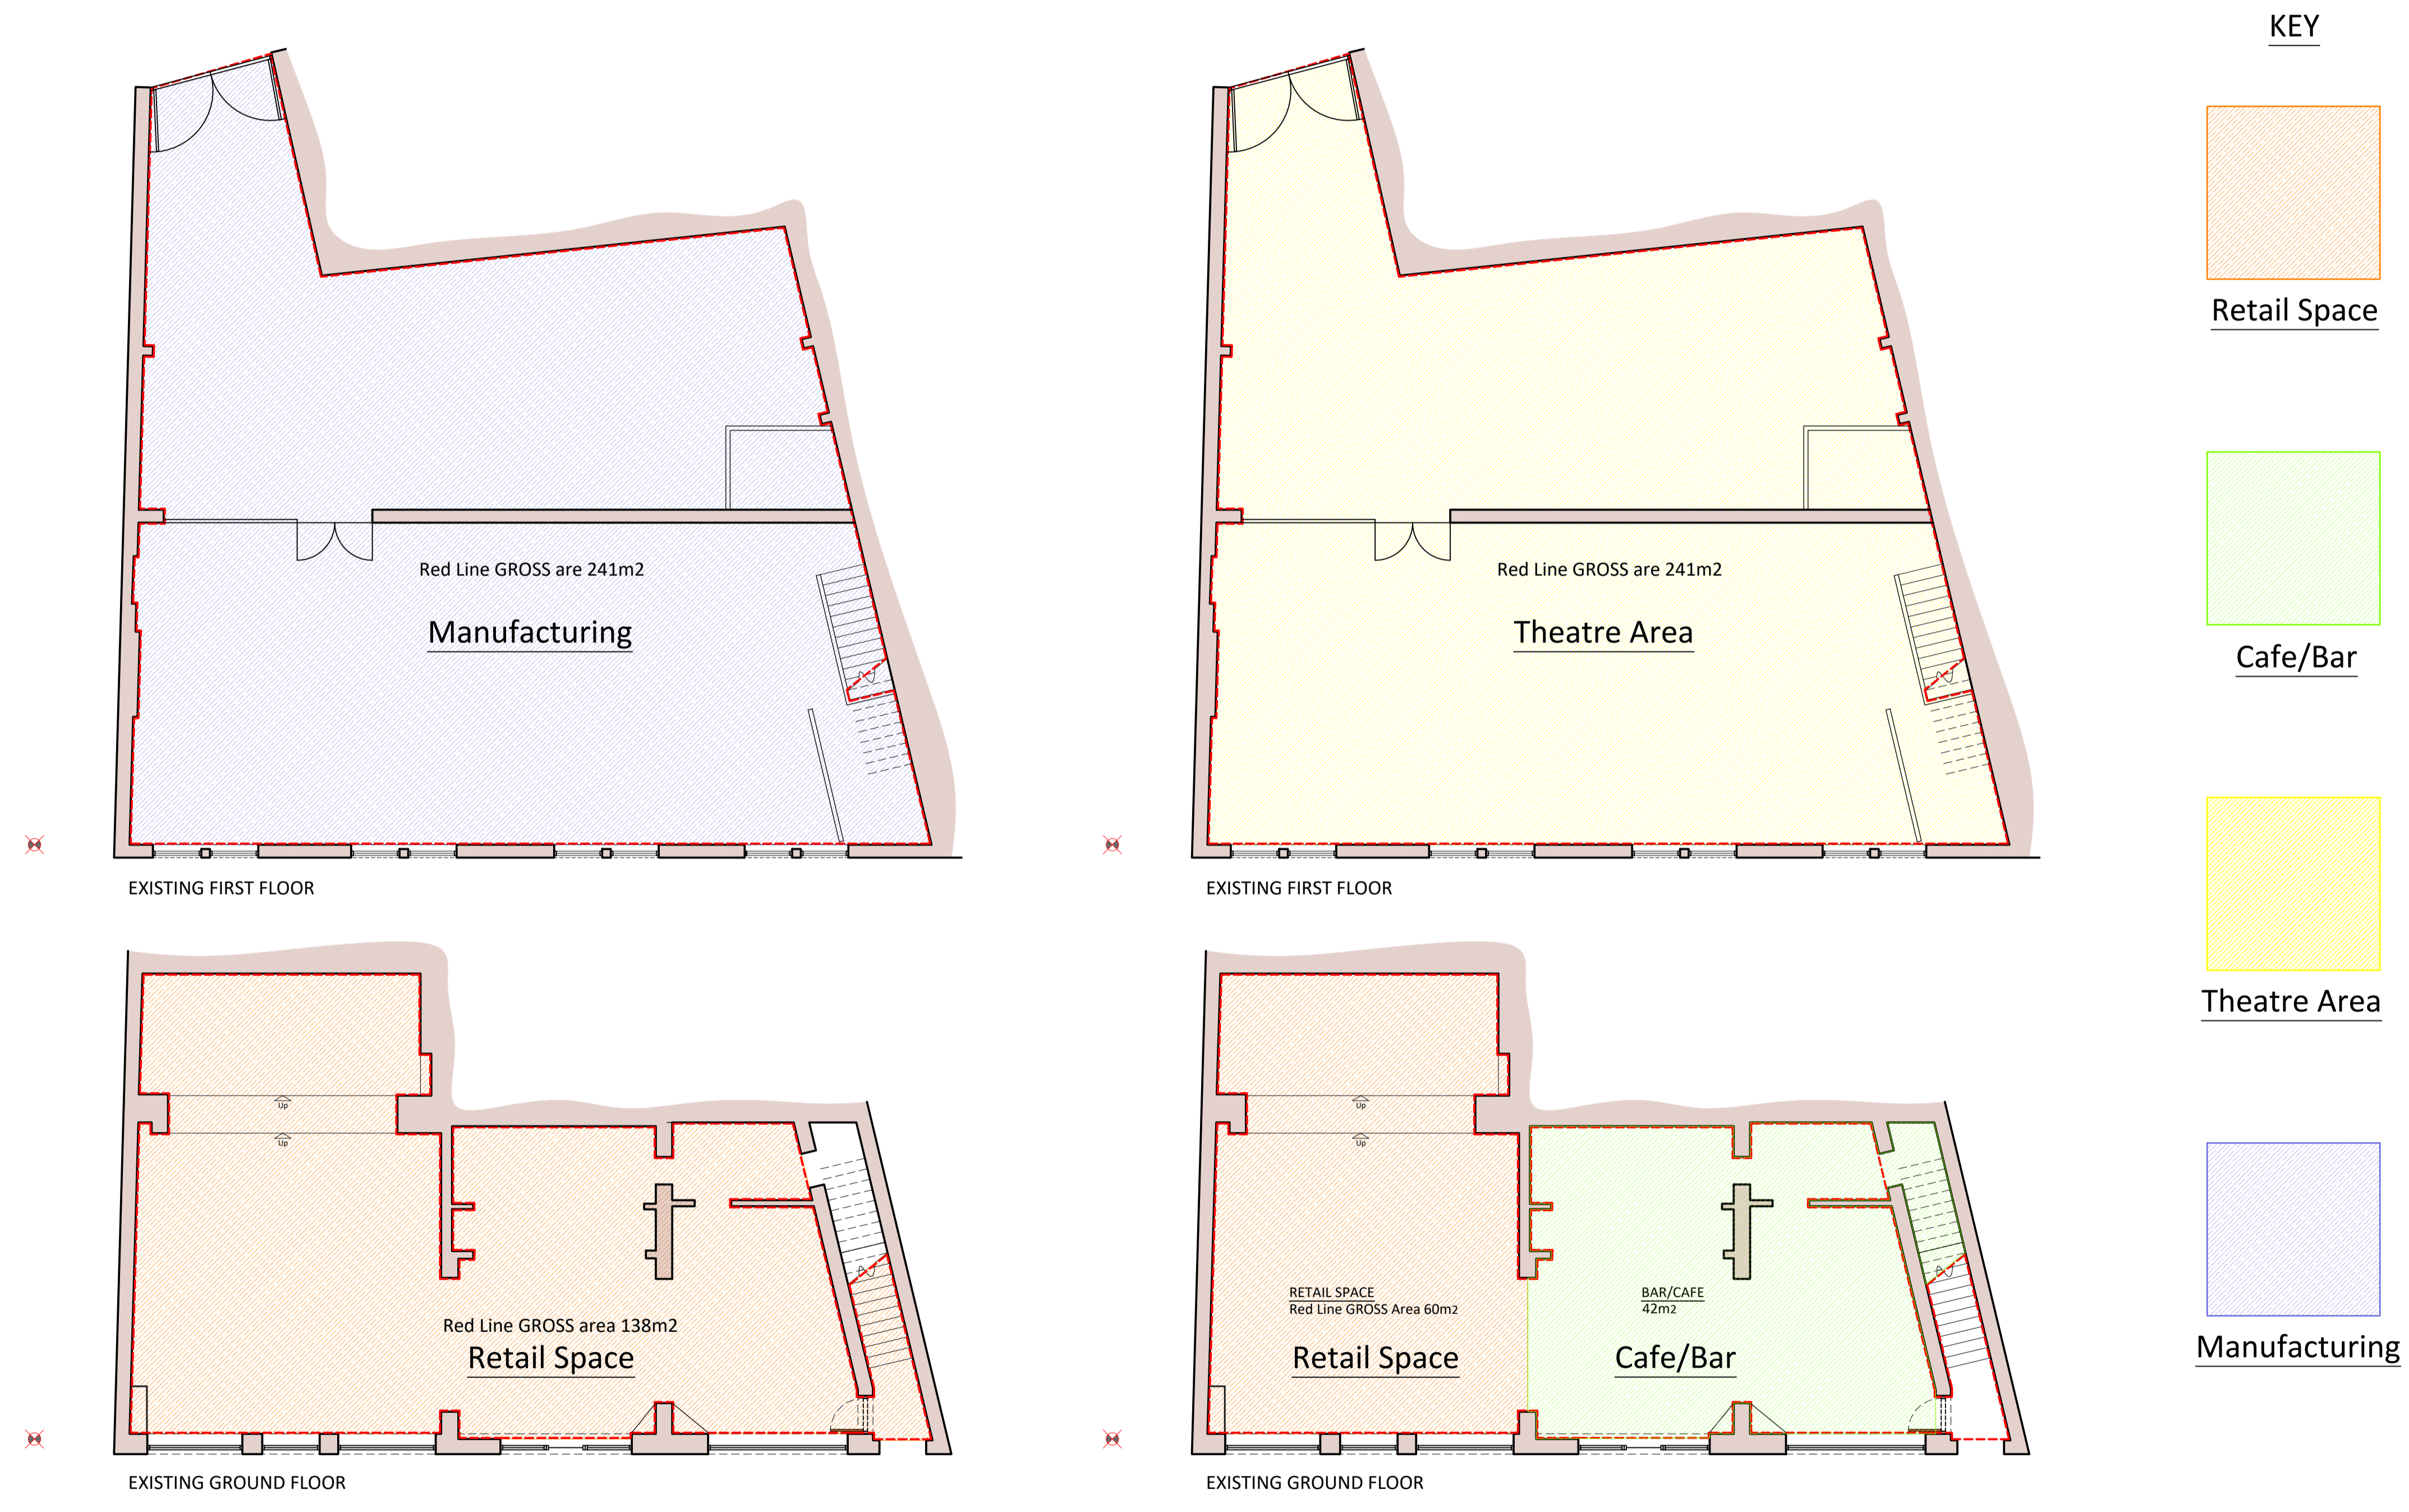 KEY
Retail Space
Cafe/Bar
Theatre Area
Manufacturing
Red Line GROSS are 241m2
Manufacturing
EXISTING FIRST FLOOR
Red Line GROSS are 241m2
Theatre Area
EXISTING FIRST FLOOR
Up
Up
Red Line GROSS area 138m2
Retail Space
EXISTING GROUND FLOOR
Up
Up
RETAIL SPACE
Red Line GROSS Area 60m2
Retail Space
BAR/CAFE
42m2
Cafe/Bar
EXISTING GROUND FLOOR